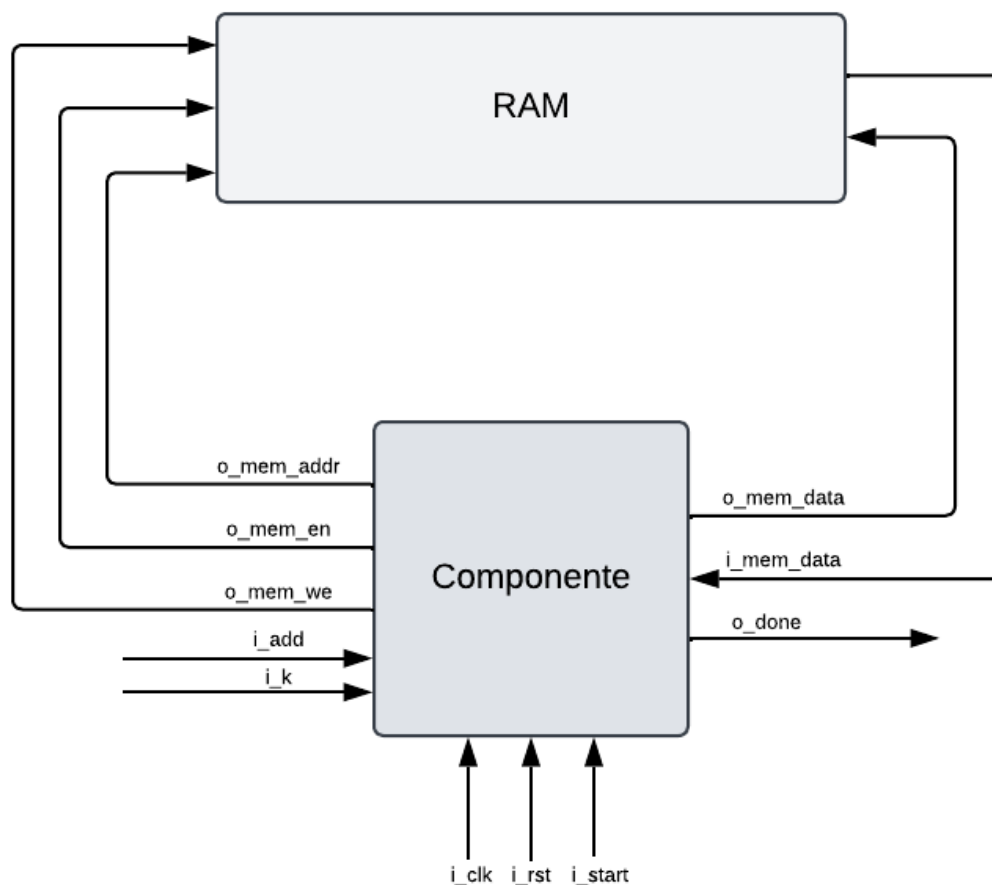 RAM
o_mem_addr
o_mem_data
o_mem_en
i_mem_data
Componente
o_mem_we
o_done
i_add
i_k
i_clk i_rst i_start